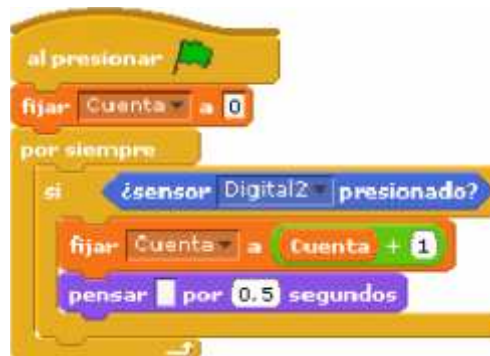 al presionar
fijar Cuenta a 0
por siempre
si ¿sensor Digital2 presionado?
fijar Cuenta a Cuenta + 1
pensar por 0.5 segundos